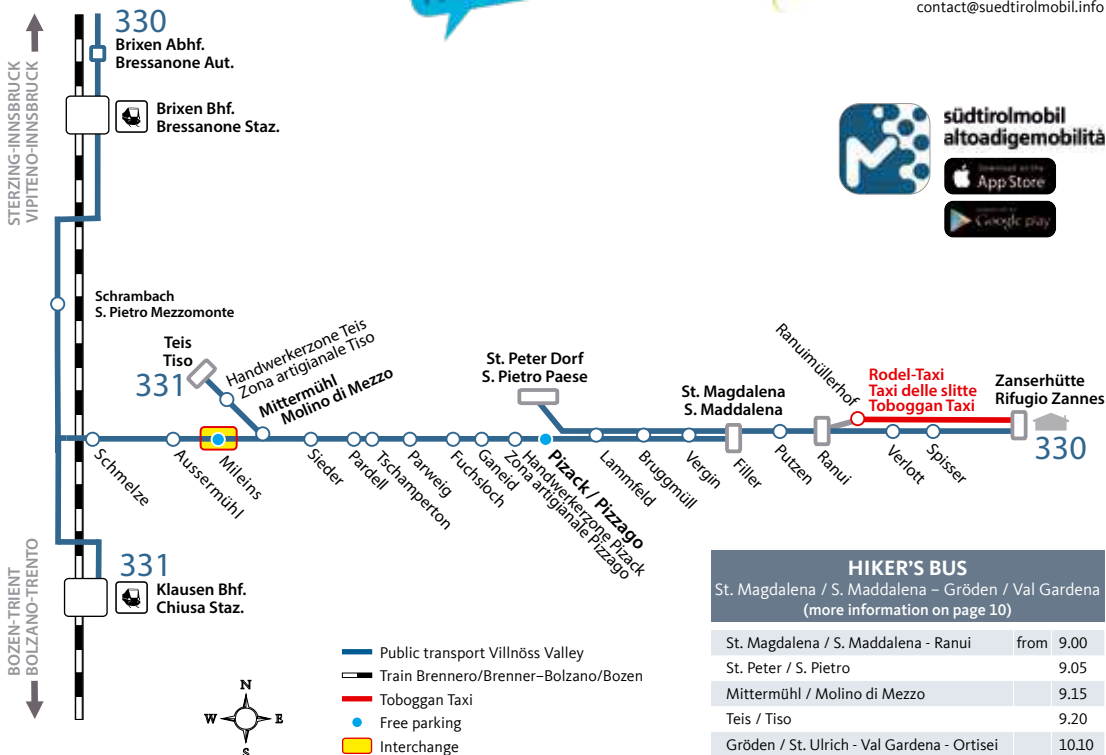 contact@suedtirolmobil.info
330
Brixen Abhf.
Bressanone Aut.
Brixen Bhf.
Bressanone Staz.
STERZING-INNSBRUCK
VIPITENO-INNSBRUCK
südtirolmobil
altoadigemobilità
Download on the
App Store
Google play
Schrambach
S. Pietro Mezzomonte
Teis
Tiso
331
Handwerkerzone Teis
Zona artigianale Tiso
Mittermühl
Molino di Mezzo
St. Peter Dorf
S. Pietro Paese
St. Magdalena
S. Maddalena
Ranuimüllerhof
Rodel-Taxi
Taxi delle slitte
Toboggan Taxi
Zanserhütte
Rifugio Zannes
330
Schmelze
Aussermühl
Mileins
Sieder
Pardell
Tschamperton
Parweig
Fuchsloch
Ganeid
Handwerkerzone Pizack
Zona artigianale Pizzago
Pizack / Pizzago
Lammfeld
Bruggmüll
Vergin
Filler
Putzen
Ranui
Verlott
Spisser
331
Klausen Bhf.
Chiusa Staz.
BOZEN-TRIENT
BOLZANO-TRENTO
N
W E
S
Public transport Villnöss Valley
Train Brennero/Brenner–Bolzano/Bozen
Toboggan Taxi
Free parking
Interchange
HIKER'S BUS
St. Magdalena / S. Maddalena – Gröden / Val Gardena
(more information on page 10)
St. Magdalena / S. Maddalena - Ranui from 9.00
St. Peter / S. Pietro 9.05
Mittermühl / Molino di Mezzo 9.15
Teis / Tiso 9.20
Gröden / St. Ulrich - Val Gardena - Ortisei 10.10